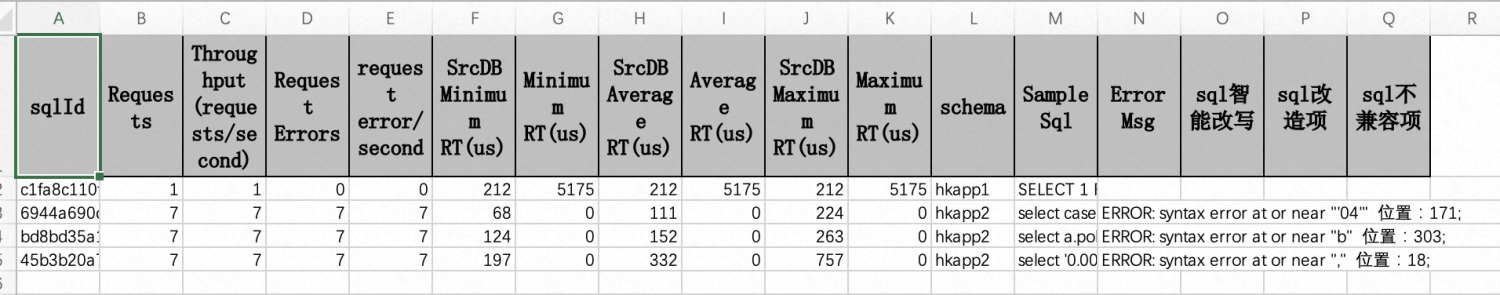 A B C D E F G H I J K L M N O P Q R
sqlId Requests Throughput (requests/second) Request Errors request error/second SrcDB Minimum RT(us) Minimum RT(us) SrcDB Average RT(us) Average RT(us) SrcDB Maximum RT(us) Maximum RT(us) schema Sample Sql Error Msg sql智能改写 sql改造项 sql不兼容项
c1fa8c110 1 1 0 0 212 5175 212 5175 212 5175 hkapp1 SELECT 1
6944a690 7 7 7 7 68 0 111 0 224 0 hkapp2 select case ERROR: syntax error at or near "'04'" 位置：171;
bd8bd35a 7 7 7 7 124 0 152 0 263 0 hkapp2 select a.po ERROR: syntax error at or near "b" 位置：303;
45b3b20a 7 7 7 7 197 0 332 0 757 0 hkapp2 select '0.00 ERROR: syntax error at or near "," 位置：18;